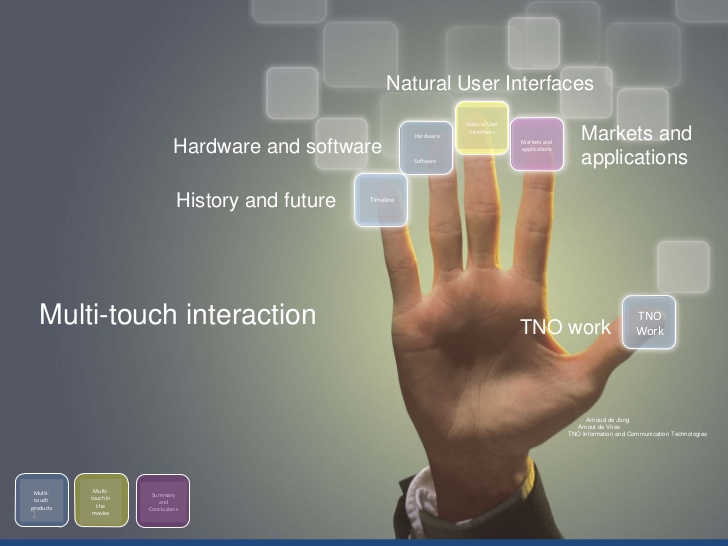 Natural User Interfaces
Natural User
Interfaces
Hardware
Software
Markets and
applications
Markets and
applications
Hardware and software
History and future
Timeline
Multi-touch interaction
TNO work
TNO
Work
Arnoud de Jong
Arnout de Vries
TNO Information and Communication Technologies
Multi-
touch
products
1
Multi-
touch in
the
movies
Summary
and
Conclusions